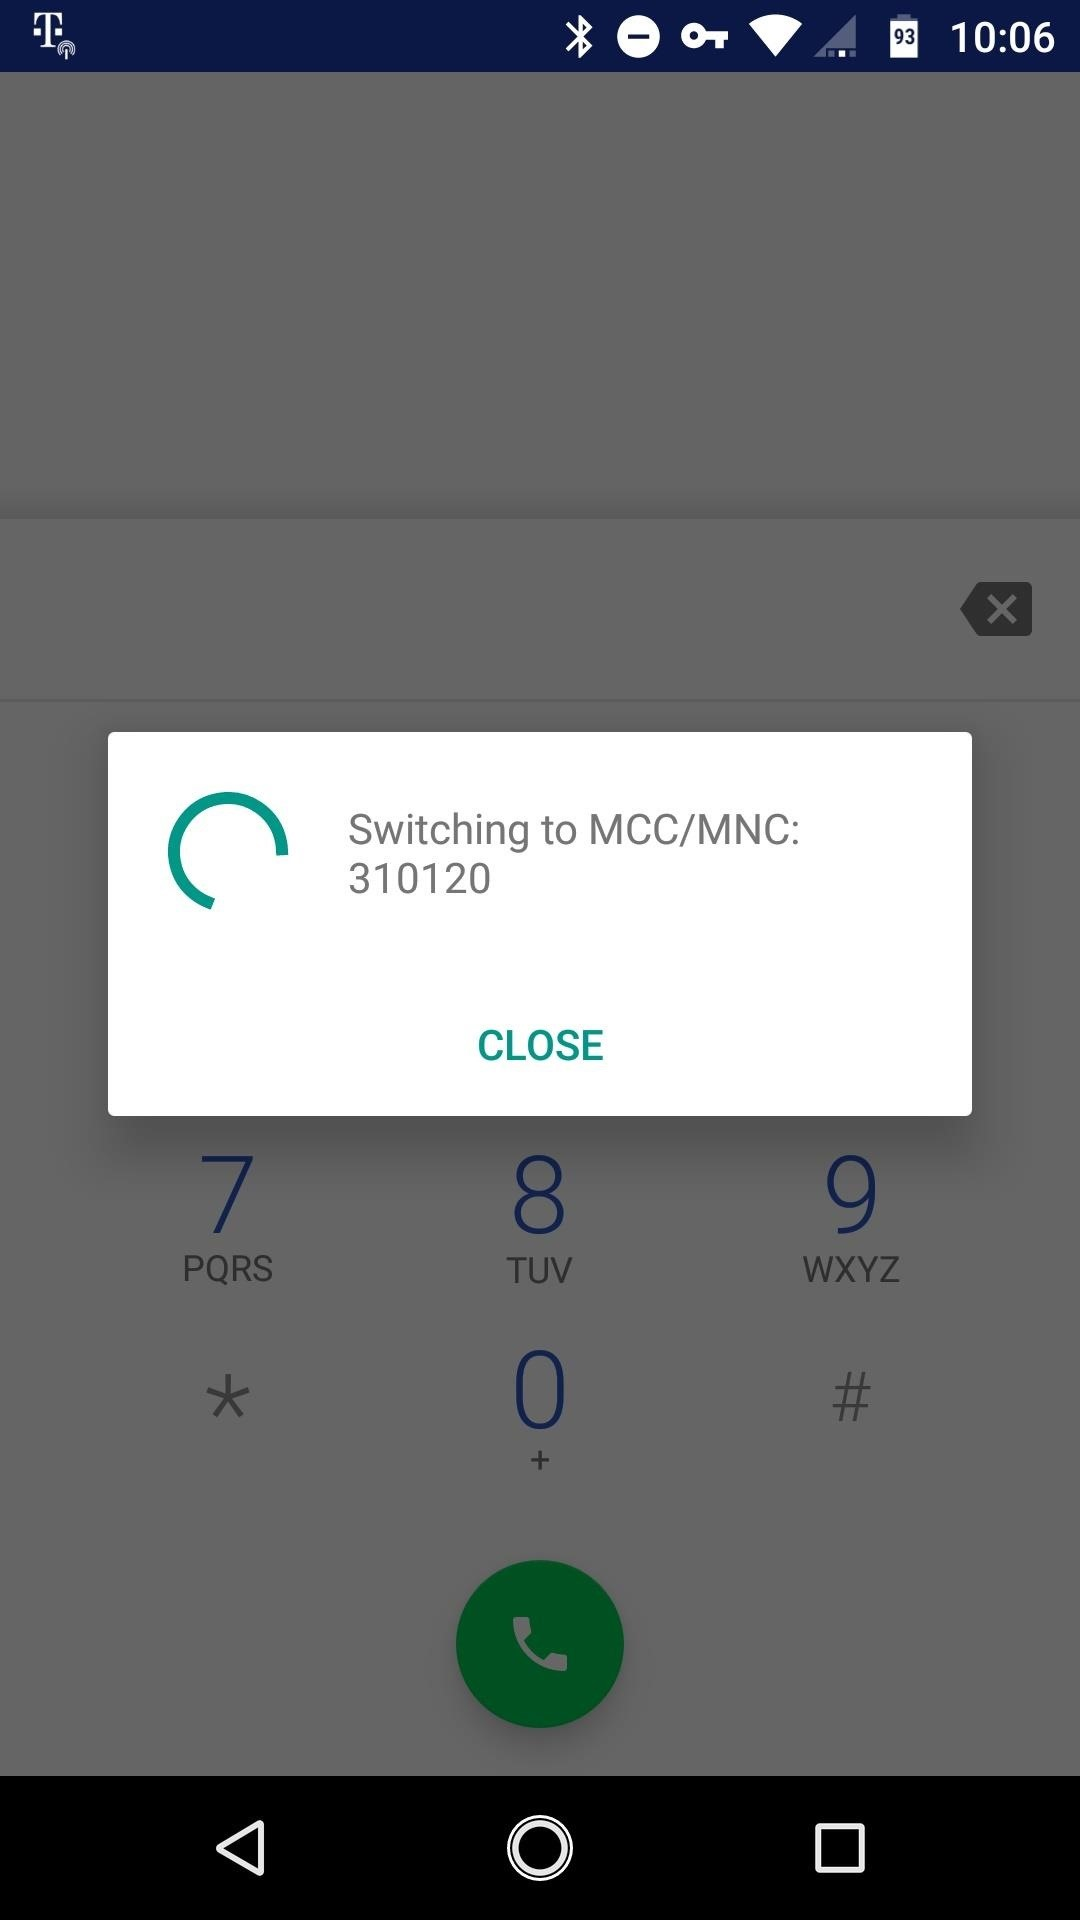 T
93
10:06
Switching to MCC/MNC:
310120
CLOSE
7
8
9
PQRS
TUV
WXYZ
*
0
#
+